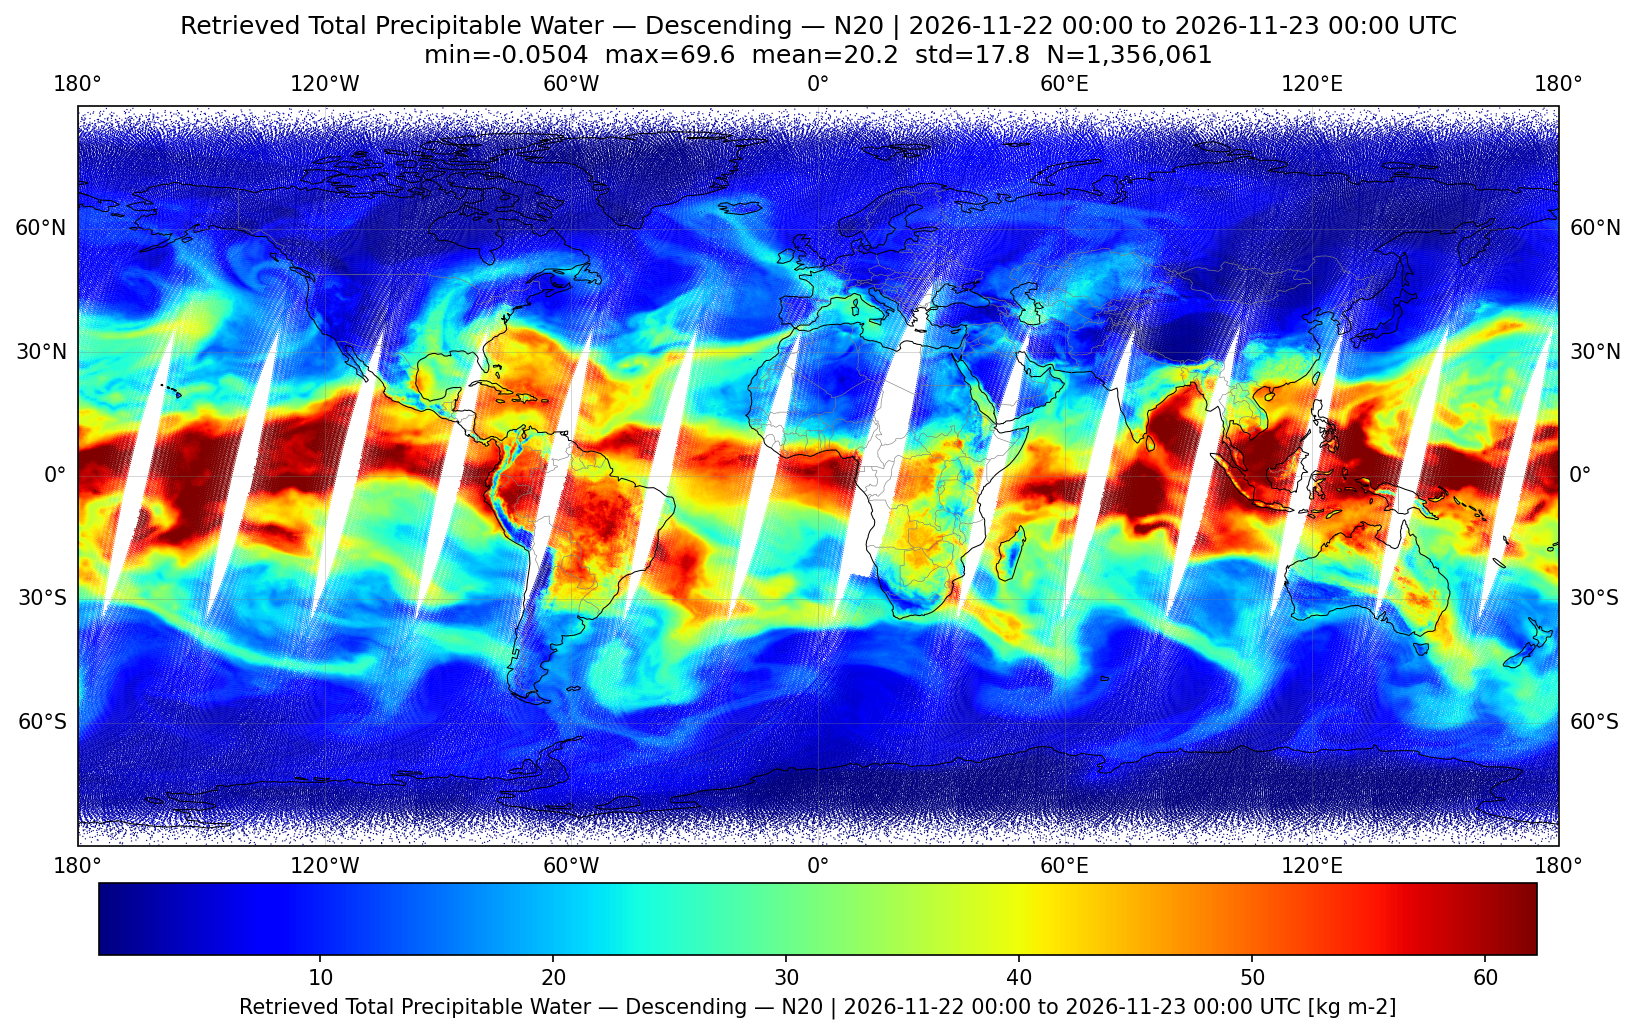 Retrieved Total Precipitable Water — Descending — N20 | 2026-11-22 00:00 to 2026-11-23 00:00 UTC
min=-0.0504 max=69.6 mean=20.2 std=17.8 N=1,356,061
180° 120°W 60°W 0° 60°E 120°E 180°
60°N 60°N
30°N 30°N
0° 0°
30°S 30°S
60°S 60°S
180° 120°W 60°W 0° 60°E 120°E 180°
10 20 30 40 50 60
Retrieved Total Precipitable Water — Descending — N20 | 2026-11-22 00:00 to 2026-11-23 00:00 UTC [kg m-2]